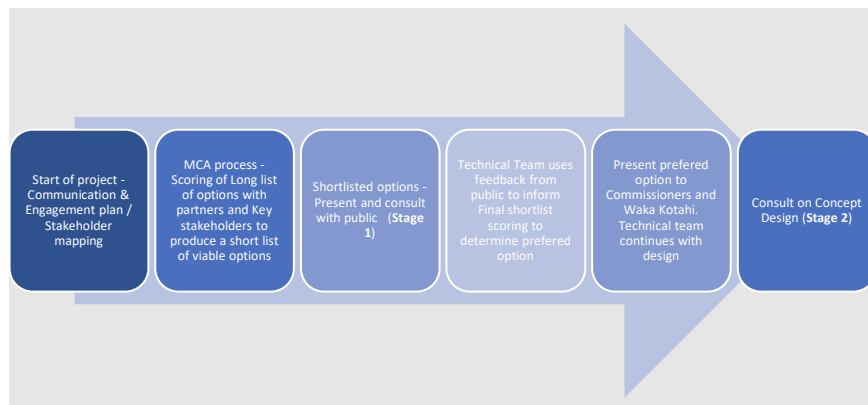 Start of project -
Communication &
Engagement plan /
Stakeholder
mapping
MCA process -
Scoring of Long list
of options with
partners and Key
stakeholders to
produce a short list
of viable options
Shortlisted options -
Present and consult
with public (Stage
1)
Technical Team uses
feedback from
public to inform
Final shortlist
scoring to
determine prefered
option
Present prefered
option to
Commissioners and
Waka Kotahi.
Technical team
continues with
design
Consult on Concept
Design (Stage 2)